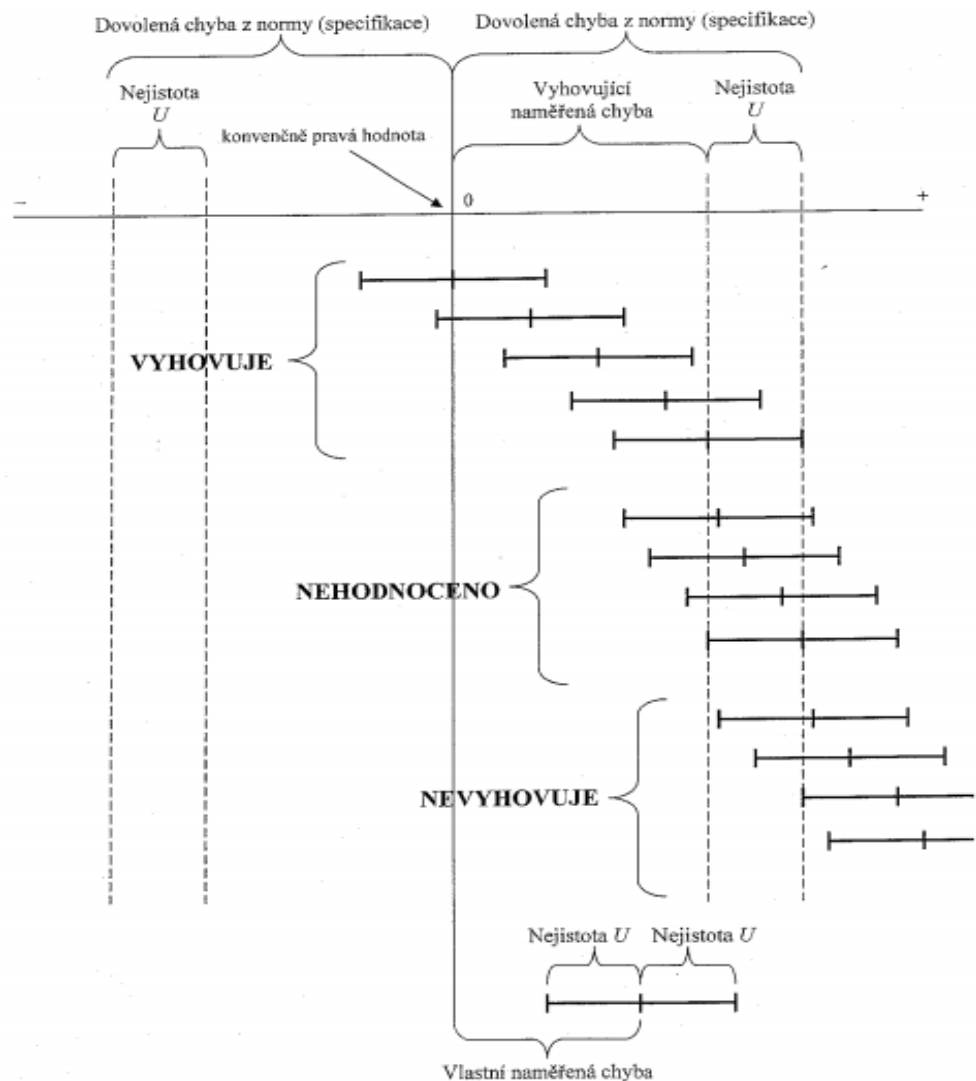 Dovolená chyba z normy (specifikace)
Dovolená chyba z normy (specifikace)
Nejistota
U
Vyhovující
naměřená chyba
Nejistota
U
konvenčně pravá hodnota
–
0
+
VYHOVUJE
NEHODNOCENO
NEVYHOVUJE
Nejistota U
Nejistota U
Vlastní naměřená chyba